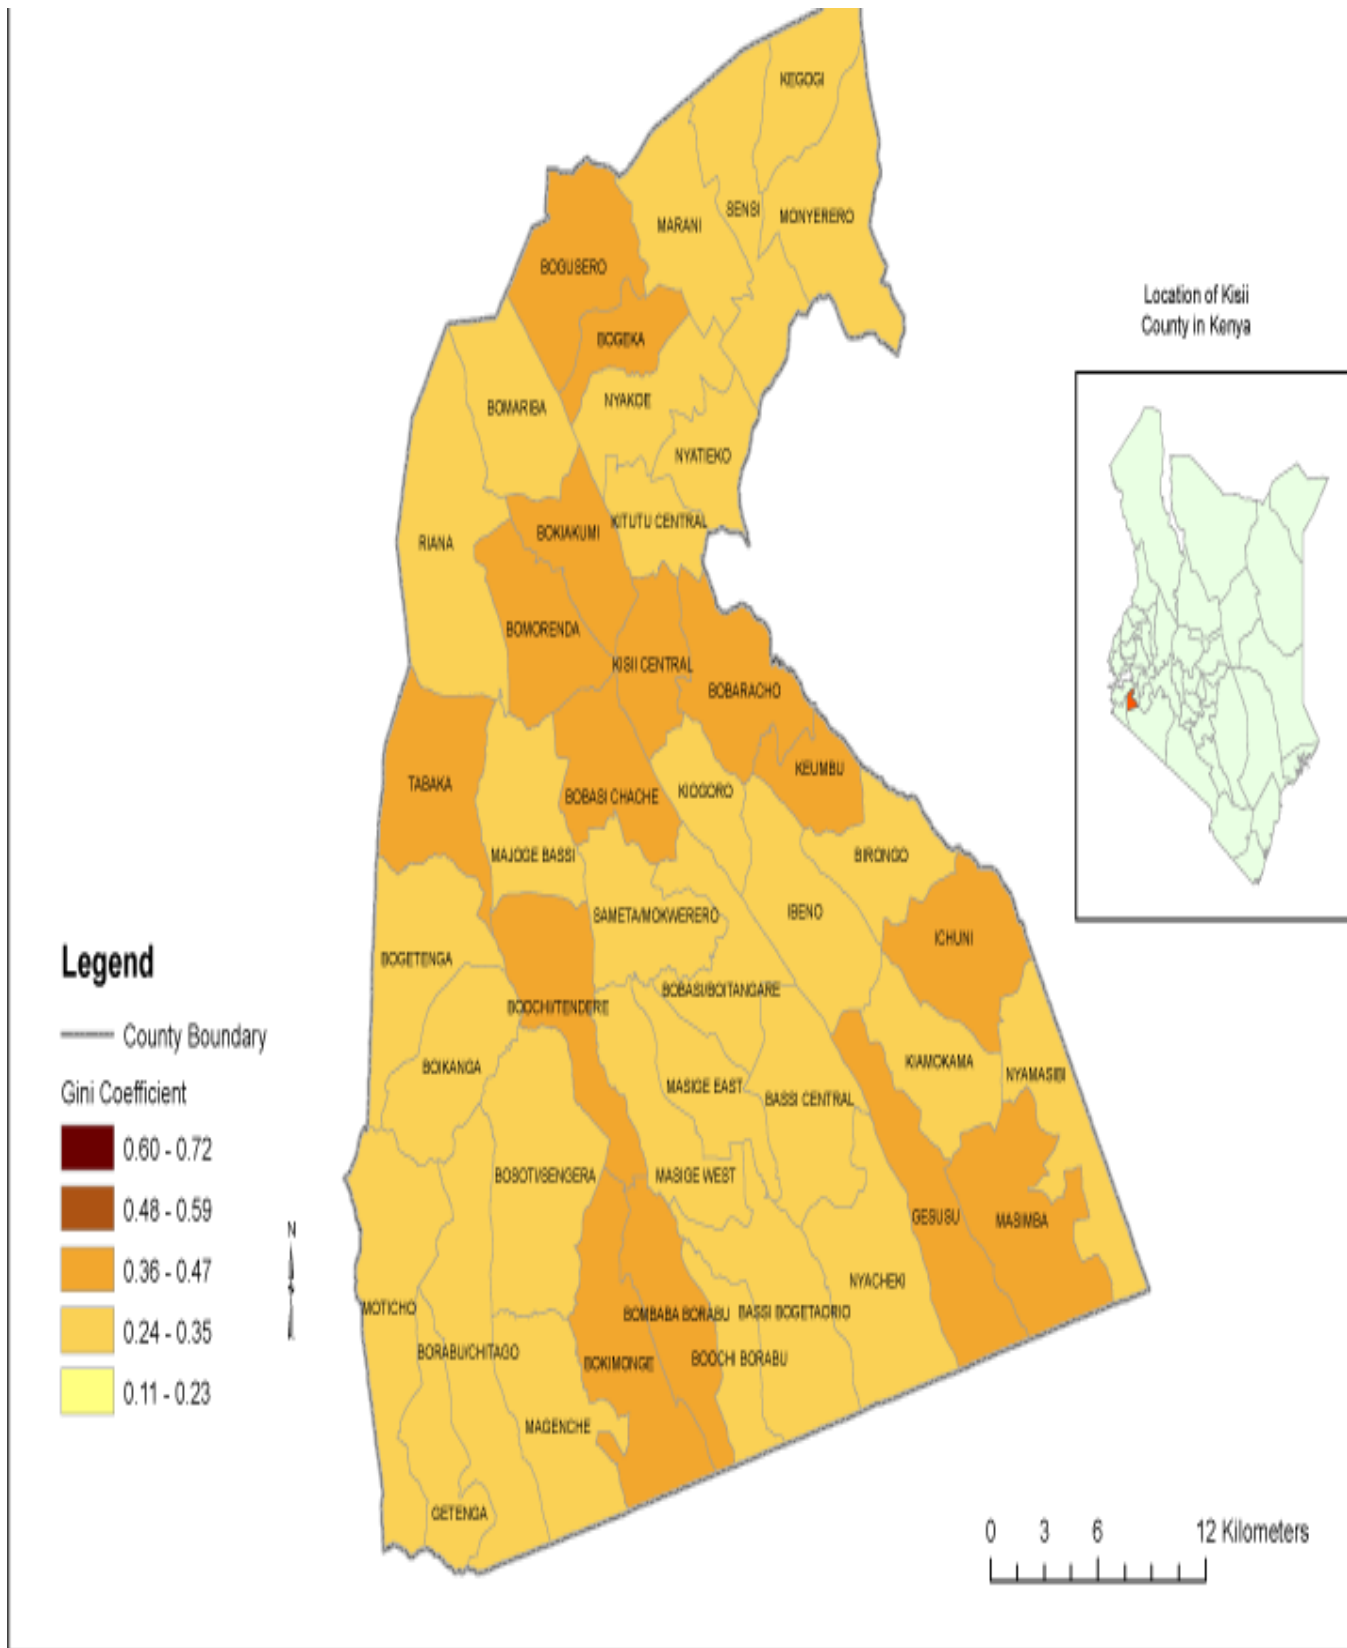 KEGOGI
SENSI
MONYERERO
MARANI
BOGUSERO
BOGEKA
NYAKOE
BOMARIBA
NYATIEKO
KITUTU CENTRAL
BOKIAKUMI
RIANA
BOMORENDA
KISII CENTRAL
BOBARACHO
KEUMBU
TABAKA
BOBASI CHACHE
KIOGORO
MAJOGE BASSI
BIRONGO
SAMETA/MOKWERERO
IBENO
ICHUNI
BOGETENGA
BOBASI/BOITANGARE
BOOCHI/TENDERE
BOIKANGA
KIAMOKAMA
NYAMASIBI
MASIGE EAST
BASSI CENTRAL
BOSOTI/SENGERA
MASIGE WEST
GESUSU
MASIMBA
NYACHEKI
MOTICHO
BOMBABA BORABU
BASSI BOGETAORIO
BORABU/CHITAGO
BOKIMONGE
BOOCHI BORABU
MAGENCHE
GETENGA
Location of Kisii
County in Kenya
Legend
County Boundary
Gini Coefficient
0.60 - 0.72
0.48 - 0.59
0.36 - 0.47
0.24 - 0.35
0.11 - 0.23
N
0 3 6 12 Kilometers